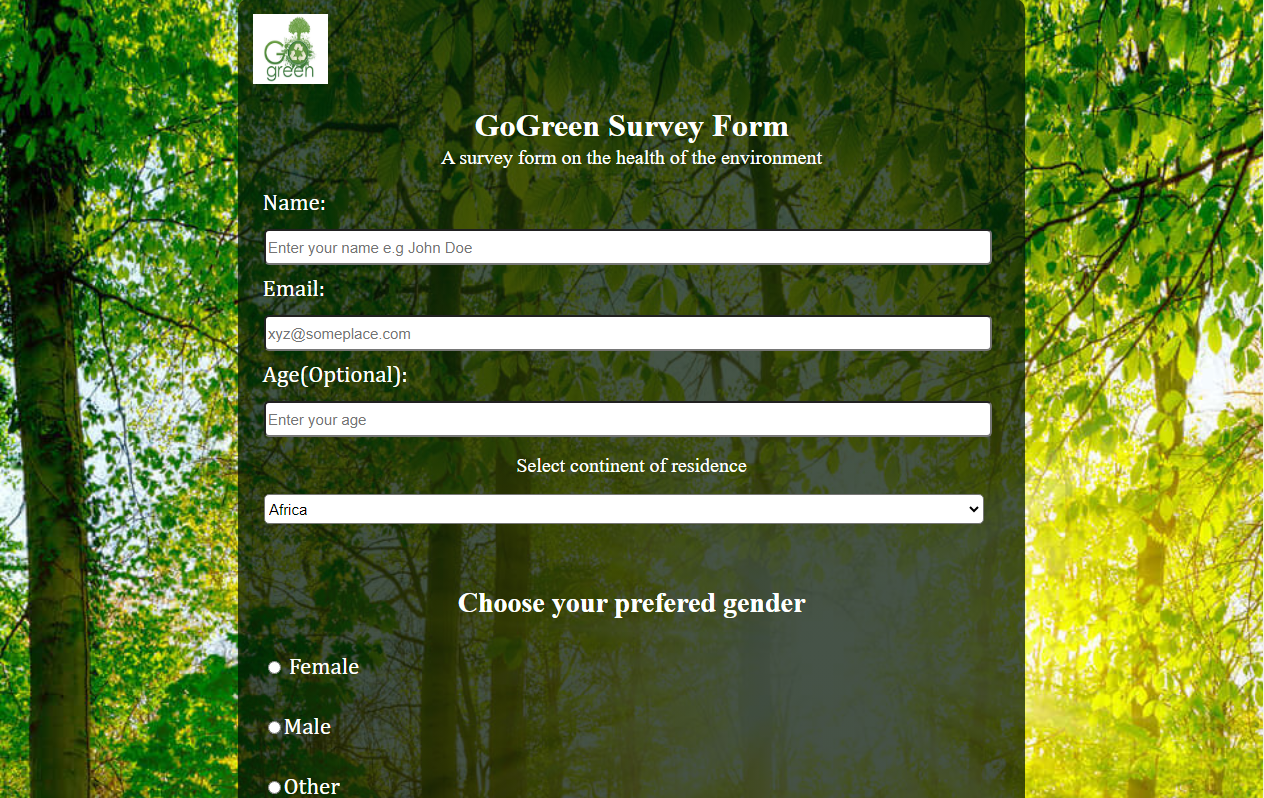 GO
green
GoGreen Survey Form
A survey form on the health of the environment
Name:
Enter your name e.g John Doe
Email:
xyz@someplace.com
Age(Optional):
Enter your age
Select continent of residence
Africa
Choose your prefered gender
Female
Male
Other